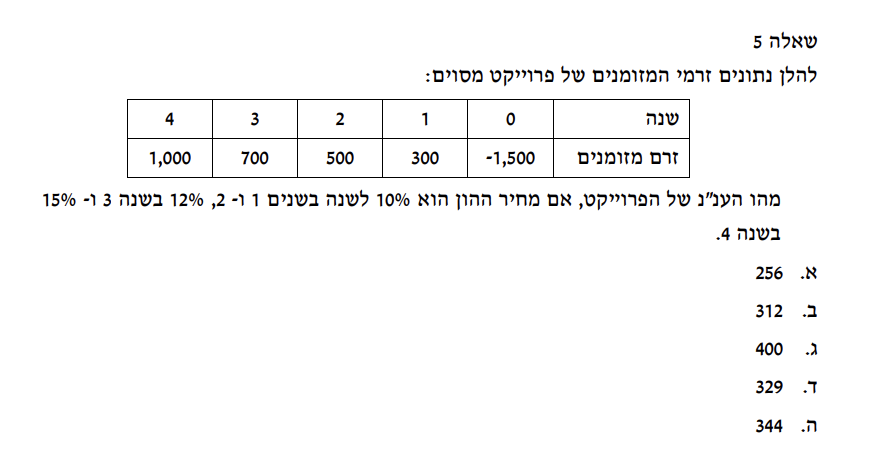 שאלה 5
להלן נתונים זרמי המזומנים של פרוייקט מסוים:
שנה 0 1 2 3 4
זרם מזומנים -1,500 300 500 700 1,000
מהו הענ"נ של הפרוייקט, אם מחיר ההון הוא 10% לשנה בשנים 1 ו- 2, 12% בשנה 3 ו- 15%
בשנה 4.
א. 256
ב. 312
ג. 400
ד. 329
ה. 344